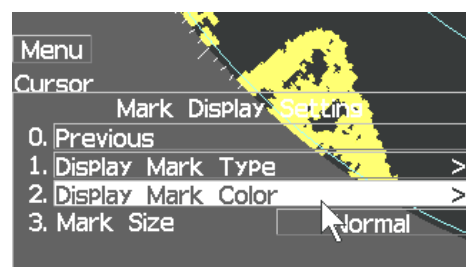 Menu
Cursor
Mark Display Setting
0. Previous
1. Display Mark Type >
2. Display Mark Color >
3. Mark Size Normal